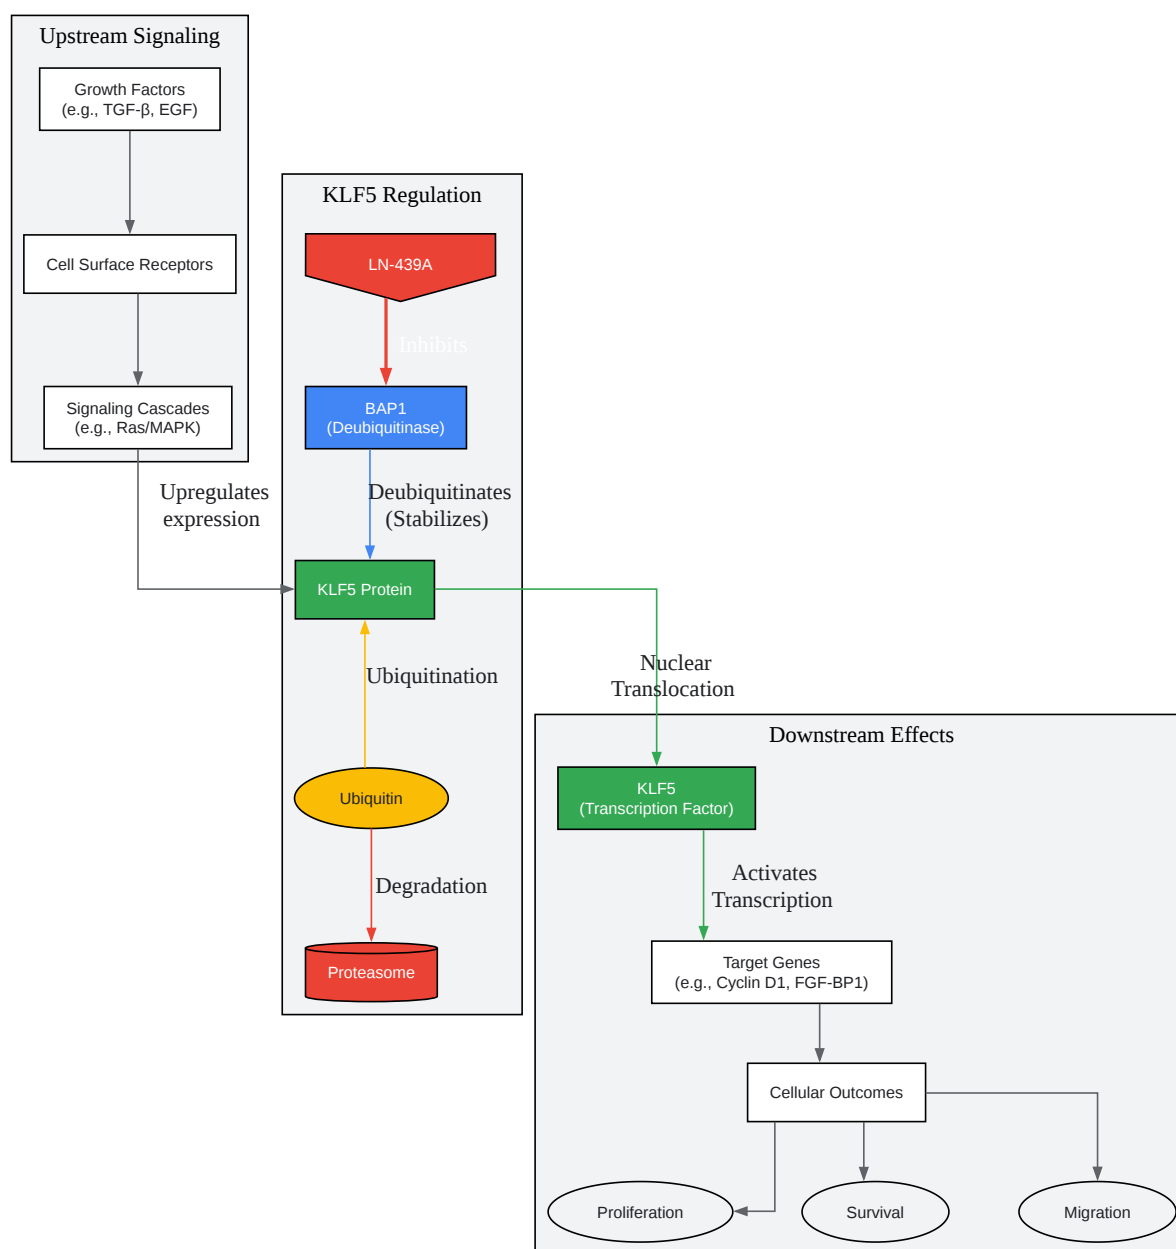 Upstream Signaling
Growth Factors
(e.g., TGF-β, EGF)
Cell Surface Receptors
Signaling Cascades
(e.g., Ras/MAPK)
Upregulates
expression
KLF5 Regulation
LN-439A
Inhibits
BAP1
(Deubiquitinase)
Deubiquitinates
(Stabilizes)
KLF5 Protein
Ubiquitination
Ubiquitin
Degradation
Proteasome
Nuclear
Translocation
Downstream Effects
KLF5
(Transcription Factor)
Activates
Transcription
Target Genes
(e.g., Cyclin D1, FGF-BP1)
Cellular Outcomes
Proliferation
Survival
Migration